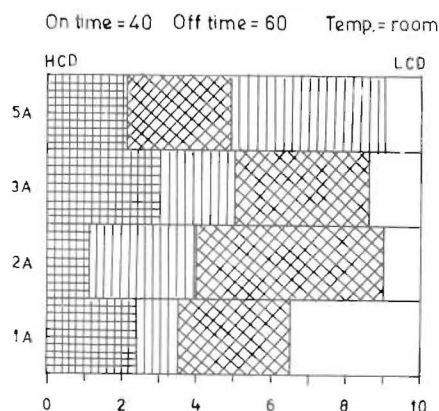 On time=40 Off time=60 Temp.=room
HCD LCD
5A
3A
2A
1A
0 2 4 6 8 10